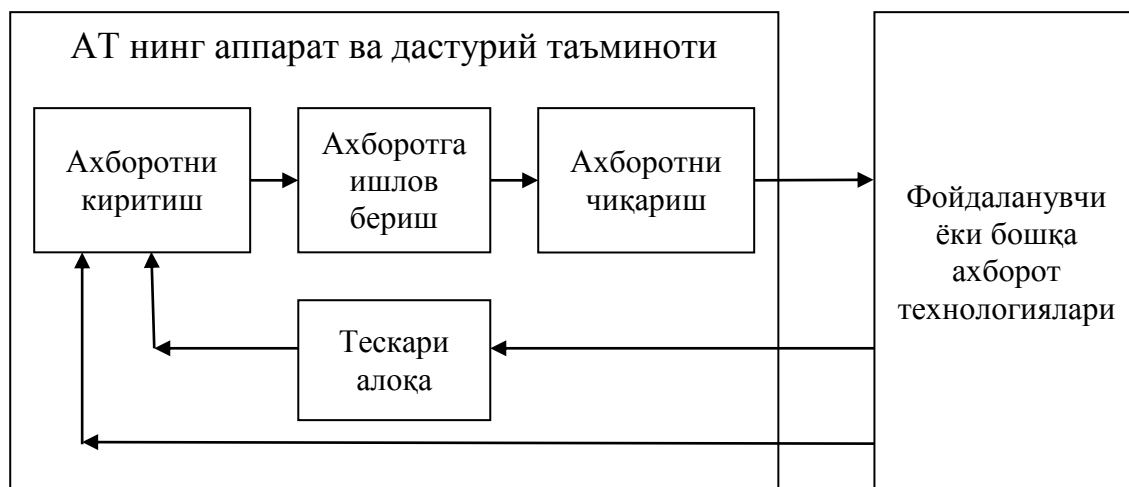 АТ нинг аппарат ва дастурий таъминоти
Ахборотни
киритиш
Ахборотга
ишлов
бериш
Ахборотни
чиқариш
Фойдаланувчи
ёки бошқа
ахборот
технологиялари
Тескари
алоқа